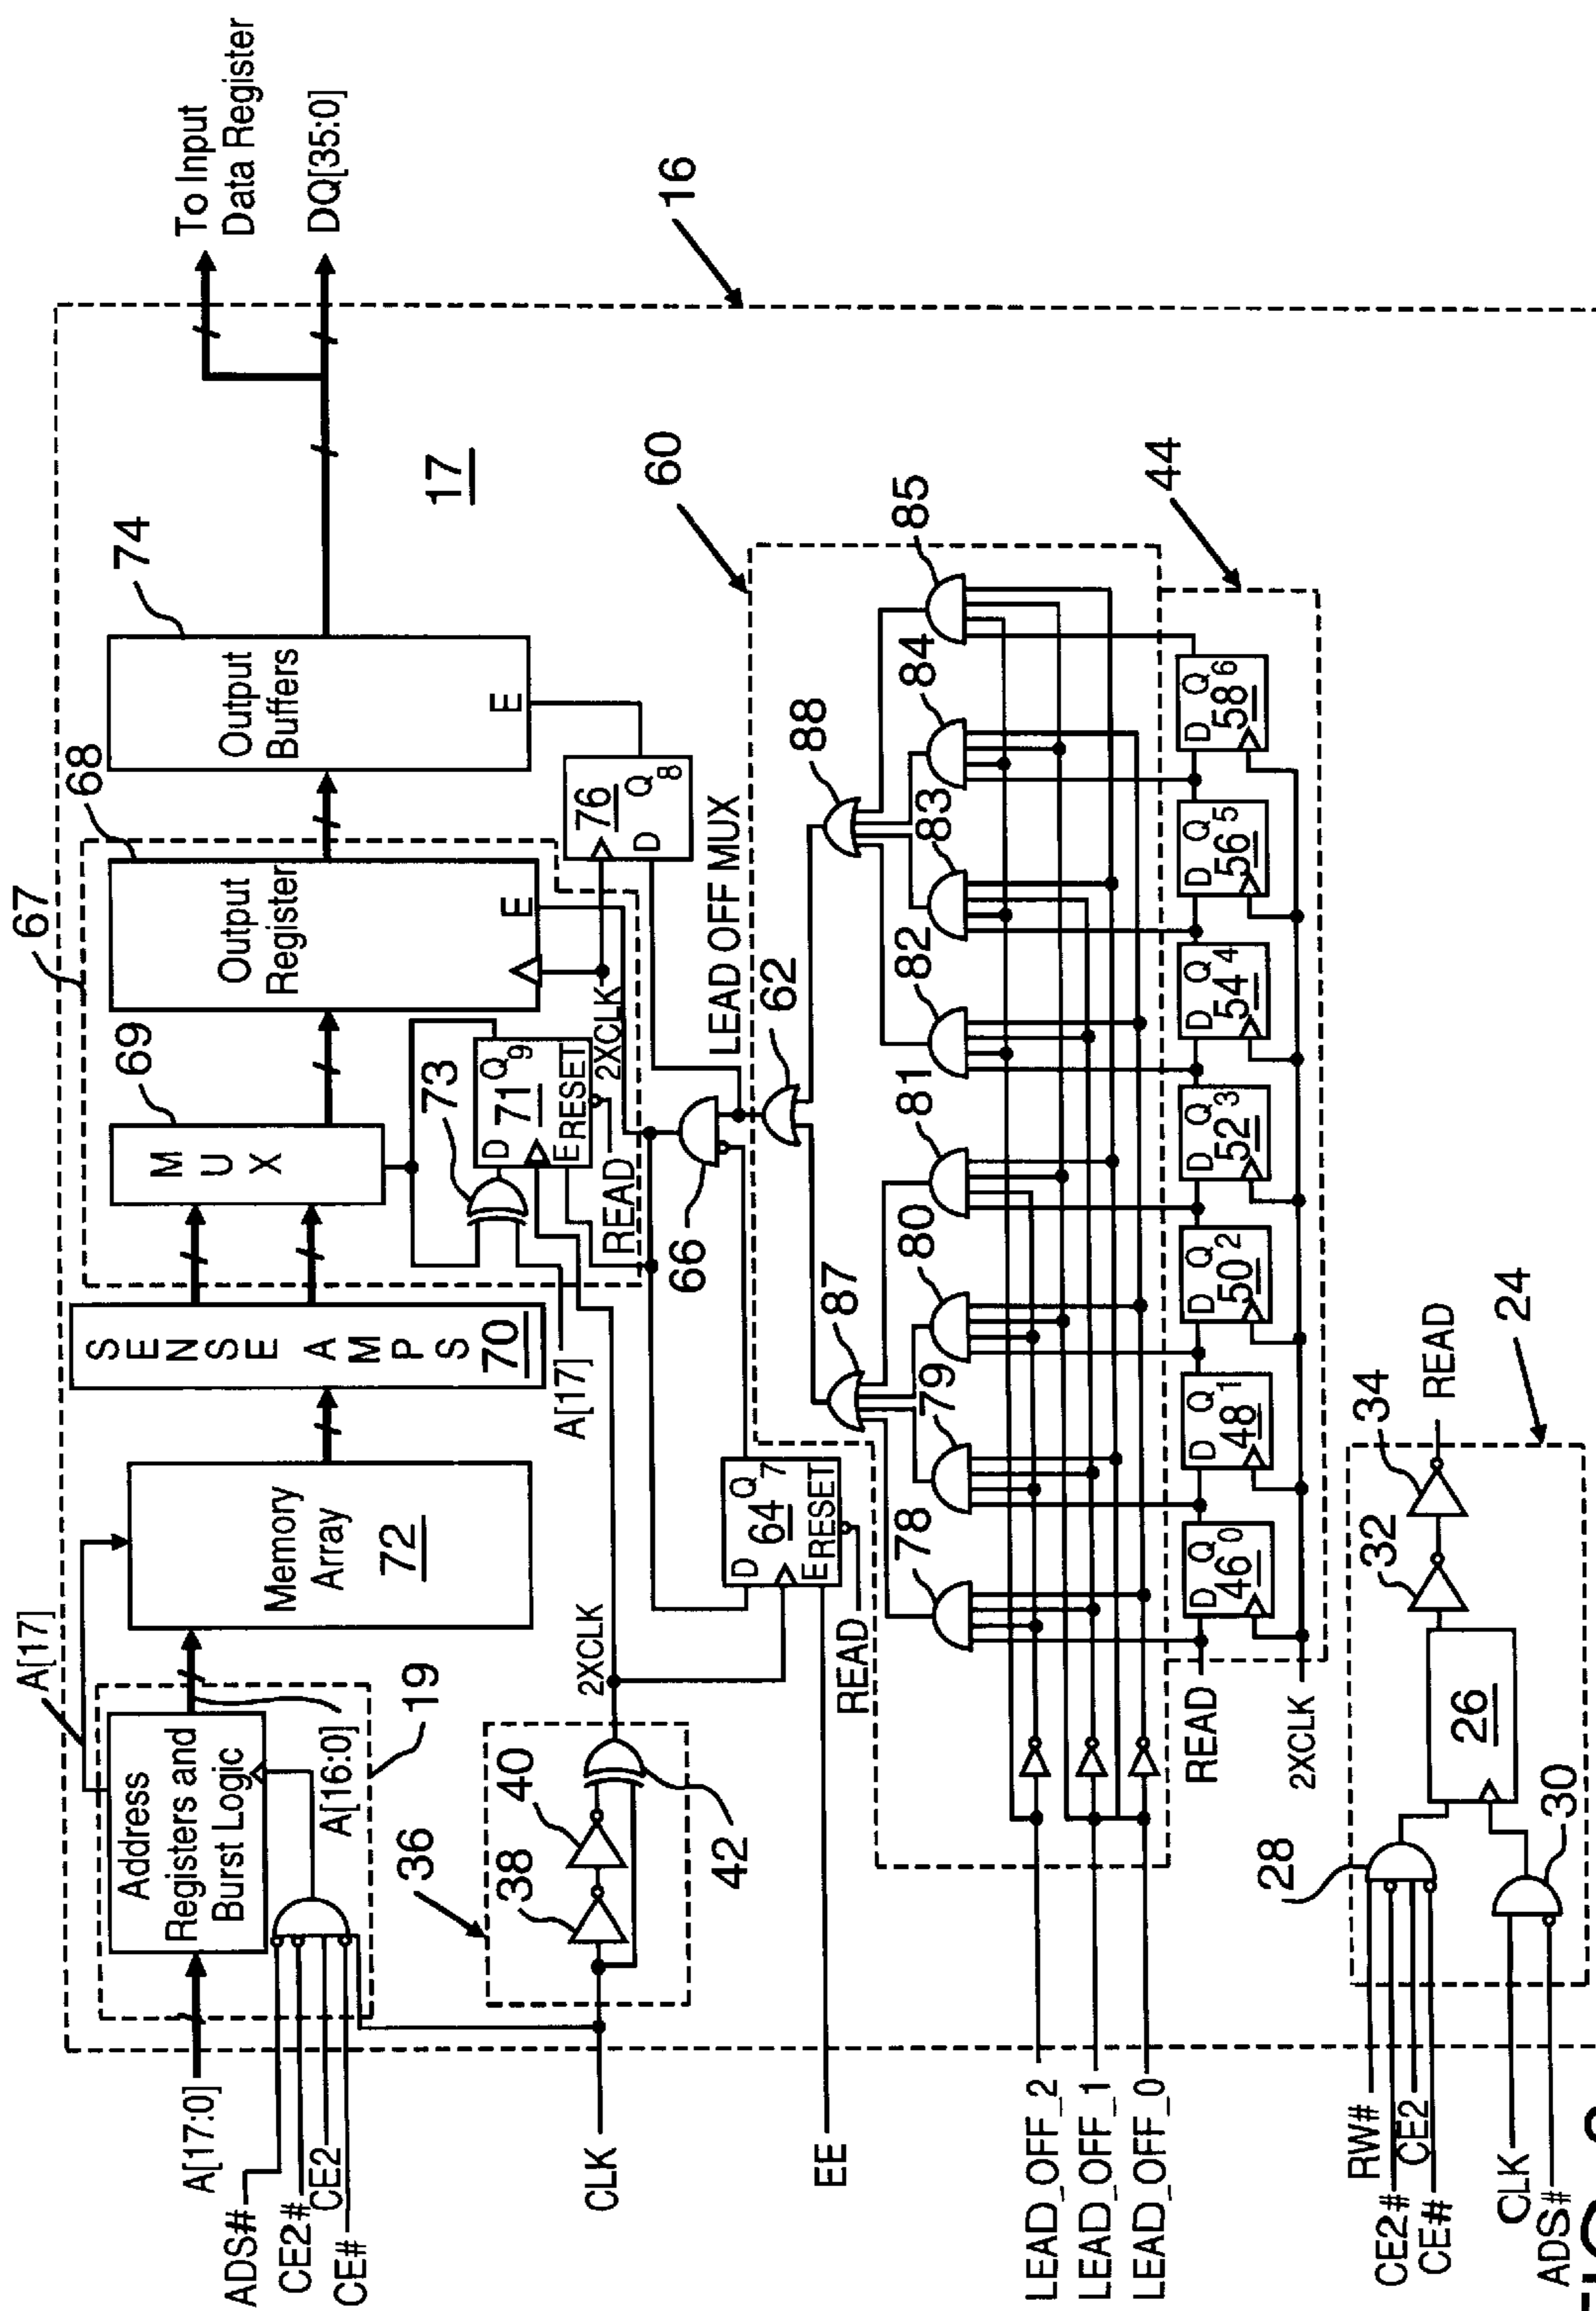 To Input
Data Register
DQ[35:0]
16
17
74
Output
Buffers
E
68
67
Output
Register
E
69
M
U
X
76
D
Q
8
2XCLK
73
D
Q
9
71
E
RESET
READ
SENSE AMPS
70
A[17]
Memory
Array
72
A[17]
Address
Registers and
Burst Logic
A[16:0]
19
A[17:0]
ADS#
CE2#
CE2
CE#
36
38
40
42
2XCLK
CLK
EE
66
64
D
Q
7
E
RESET
READ
LEAD OFF MUX
60
62
87
88
78
79
80
81
82
83
84
85
44
D Q
46
0
D Q
48
1
D Q
50
2
D Q
52
3
D Q
54
4
D Q
56
5
D Q
58
6
READ
2XCLK
LEAD_OFF_2
LEAD_OFF_1
LEAD_OFF_0
24
READ
34
32
26
28
30
RW#
CE2#
CE2
CE#
CLK
ADS#